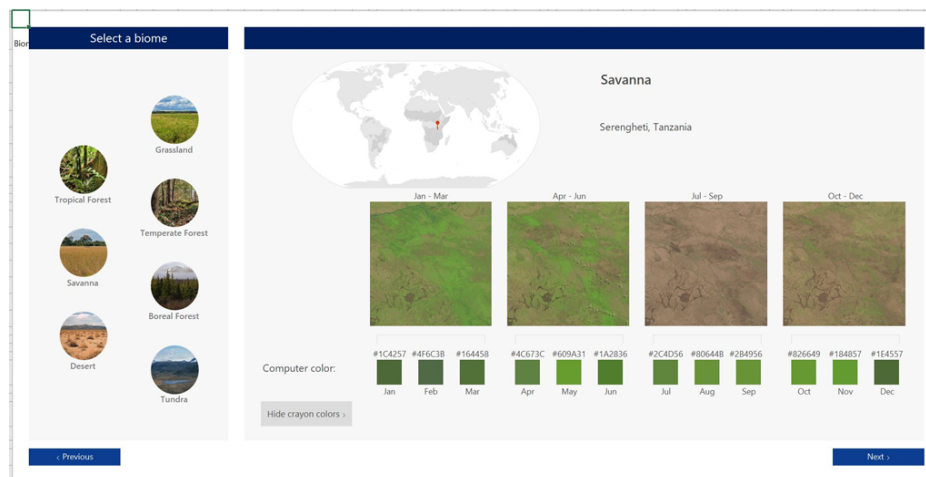 Select a biome
Bior
Grassland
Tropical Forest
Temperate Forest
Savanna
Boreal Forest
Desert
Tundra
‹ Previous
Savanna
Serengheti, Tanzania
Jan - Mar
Apr - Jun
Jul - Sep
Oct - Dec
#1C4257 #4F6C3B #164458
#4C673C #609A31 #1A2836
#2C4D56 #80644B #2B4956
#826649 #184857 #1E4557
Computer color:
Jan Feb Mar
Apr May Jun
Jul Aug Sep
Oct Nov Dec
Hide crayon colors ›
Next ›